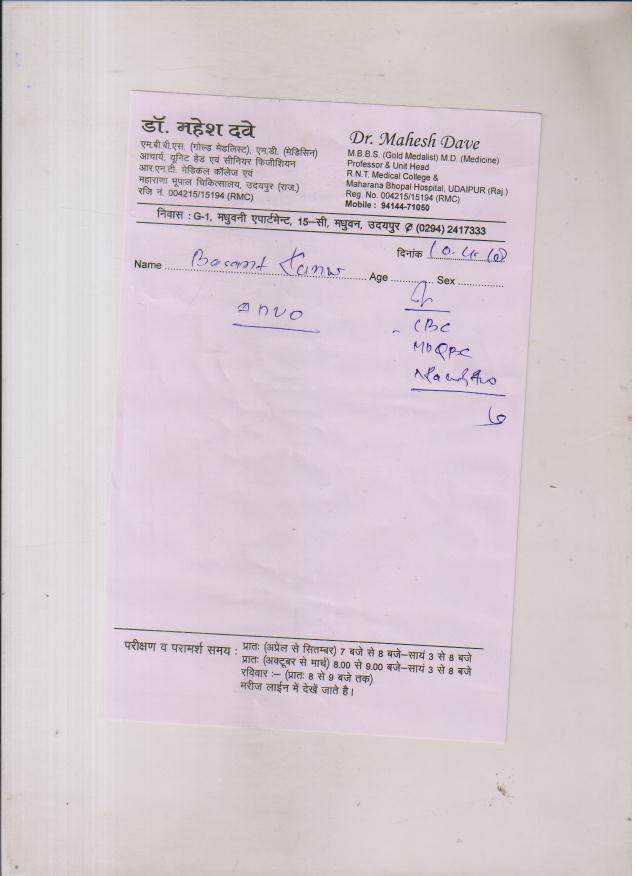 डॉ. महेश दवे
एम.बी.बी.एस. (गोल्ड मेडलिस्ट), एम.डी. (मेडिसिन)
आचार्य, यूनिट हेड एवं सीनियर फिजीशियन
आर.एन.टी. मेडिकल कॉलेज एवं
महाराणा भूपाल चिकित्सालय, उदयपुर (राज.)
रजि नं. 004215/15194 (RMC)
Dr. Mahesh Dave
M.B.B.S. (Gold Medalist) M.D. (Medicine)
Professor & Unit Head
R.N.T. Medical College &
Maharana Bhopal Hospital, UDAIPUR (Raj.)
Reg. No. 004215/15194 (RMC)
Mobile : 94144-71050
निवास : G-1, मधुवनी एपार्टमेन्ट, 15–सी, मधुवन, उदयपुर ✆ (0294) 2417333
दिनांक
Name Basant Age Sex
CBC
परीक्षण व परामर्श समय : प्रातः (अप्रेल से सितम्बर) 7 बजे से 8 बजे–सायं 3 से 8 बजे
प्रातः (अक्टूबर से मार्च) 8.00 से 9.00 बजे–सायं 3 से 8 बजे
रविवार :– (प्रातः 8 से 9 बजे तक)
मरीज लाईन में देखें जाते है।